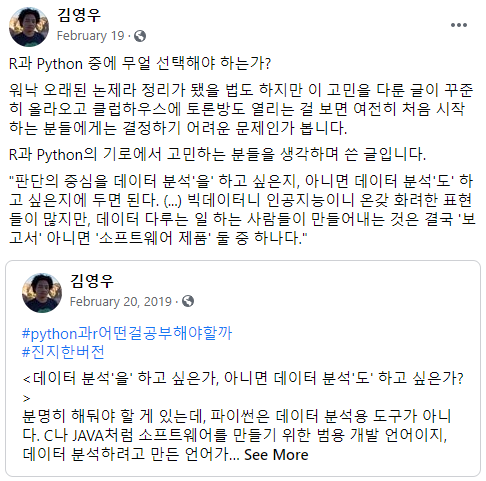 김영우
February 19 ·
R과 Python 중에 무얼 선택해야 하는가?
워낙 오래된 논제라 정리가 됐을 법도 하지만 이 고민을 다룬 글이 꾸준
히 올라오고 클럽하우스에 토론방도 열리는 걸 보면 여전히 처음 시작
하는 분들에게는 결정하기 어려운 문제인가 봅니다.
R과 Python의 기로에서 고민하는 분들을 생각하며 쓴 글입니다.
"판단의 중심을 데이터 분석'을' 하고 싶은지, 아니면 데이터 분석'도' 하
고 싶은지에 두면 된다. (...) 빅데이터니 인공지능이니 온갖 화려한 표현
들이 많지만, 데이터 다루는 일 하는 사람들이 만들어내는 것은 결국 '보
고서' 아니면 '소프트웨어 제품' 둘 중 하나다."
김영우
February 20, 2019 ·
#python과r어떤걸공부해야할까
#진지한버전
<데이터 분석'을' 하고 싶은가, 아니면 데이터 분석'도' 하고 싶은가?
>
분명히 해둬야 할 게 있는데, 파이썬은 데이터 분석용 도구가 아니
다. C나 JAVA처럼 소프트웨어를 만들기 위한 범용 개발 언어이지,
데이터 분석하려고 만든 언어가... See More